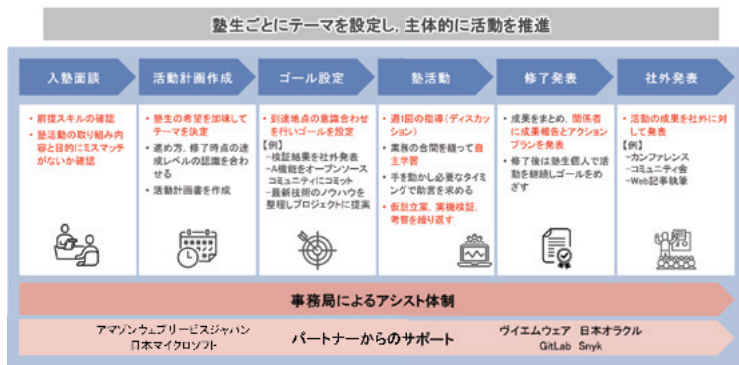 塾生ごとにテーマを設定し、主体的に活動を推進
入塾面談
・前提スキルの確認
・塾活動の取り組み内
容と目的にミスマッチ
がないか確認
活動計画作成
・塾生の希望を加味して
テーマを決定
・進め方、修了時点の達
成レベルの認識を合わ
せる
・活動計画書を作成
ゴール設定
・到達地点の意識合わせ
を行いゴールを設定
【例】
-検証結果を社外発表
-A機能をオープンソース
コミュニティにコミット
-最新技術のノウハウを
整理しプロジェクトに提案
塾活動
・週1回の指導(ディスカッ
ション)
・業務の合間を縫って自
主学習
・手を動かし必要なタイミ
ングで助言を求める
・仮説立案、実機検証、
考察を繰り返す
修了発表
・成果をまとめ、関係者
に成果報告とアクション
プランを発表
・修了後は塾生個人で活
動を継続しゴールをめ
ざす
社外発表
・活動の成果を社外に対
して発表
【例】
-カンファレンス
-コミュニティ会
-Web記事執筆
事務局によるアシスト体制
アマゾンウェブサービスジャパン
日本マイクロソフト
パートナーからのサポート
ヴイエムウェア 日本オラクル
GitLab Snyk